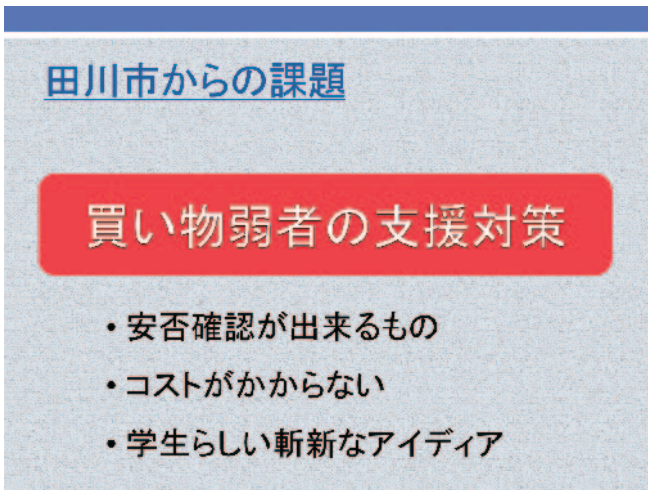 田川市からの課題
買い物弱者の支援対策
・安否確認が出来るもの
・コストがかからない
・学生らしい斬新なアイディア